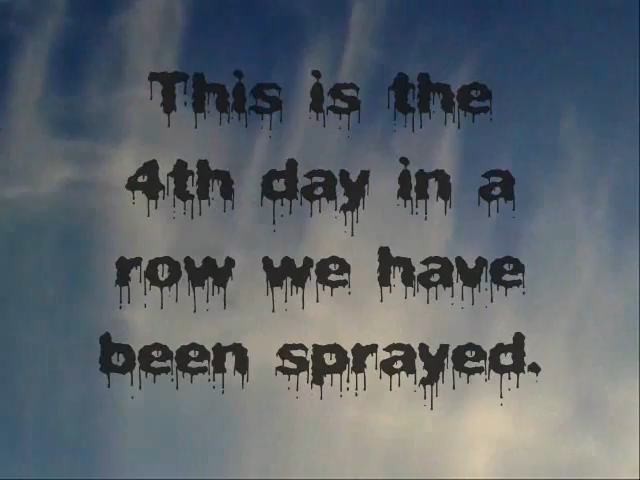 This is the
4th day in a
row we have
been sprayed.